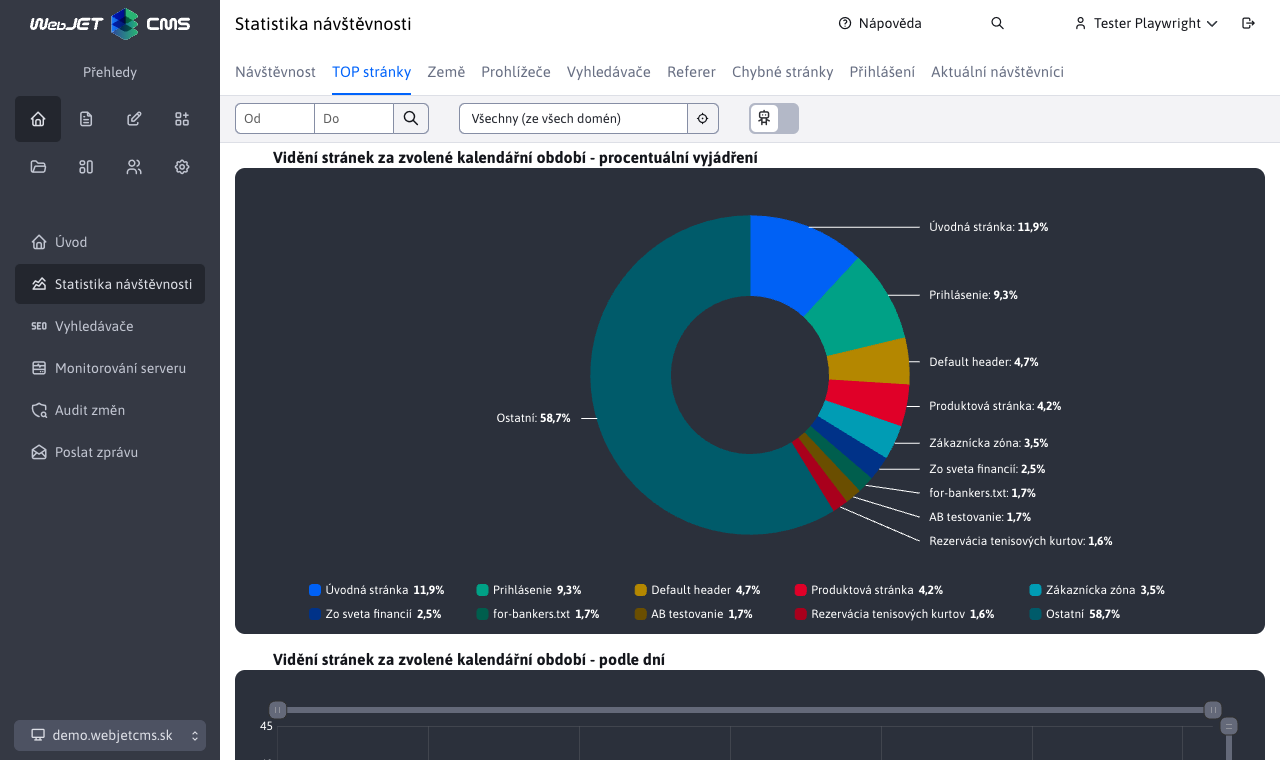 WebJET CMS
Statistika návštěvnosti
Nápověda
Tester Playwright
Přehledy
Návštěvnost TOP stránky Země Prohlížeče Vyhledávače Referer Chybné stránky Přihlášení Aktuální návštěvníci
Od Do Všechny (ze všech domén)
Úvod
Statistika návštěvnosti
SEO Vyhledávače
Monitorování serveru
Audit změn
Poslat zprávu
demo.webjetcms.sk
Vidění stránek za zvolené kalendářní období - procentuální vyjádření
Úvodná stránka: 11,9%
Prihlásenie: 9,3%
Default header: 4,7%
Produktová stránka: 4,2%
Ostatní: 58,7%
Zákaznícka zóna: 3,5%
Zo sveta financií: 2,5%
for-bankers.txt: 1,7%
AB testovanie: 1,7%
Rezervácia tenisových kurtov: 1,6%
Úvodná stránka 11,9% Prihlásenie 9,3% Default header 4,7% Produktová stránka 4,2% Zákaznícka zóna 3,5%
Zo sveta financií 2,5% for-bankers.txt 1,7% AB testovanie 1,7% Rezervácia tenisových kurtov 1,6% Ostatní 58,7%
Vidění stránek za zvolené kalendářní období - podle dní
45